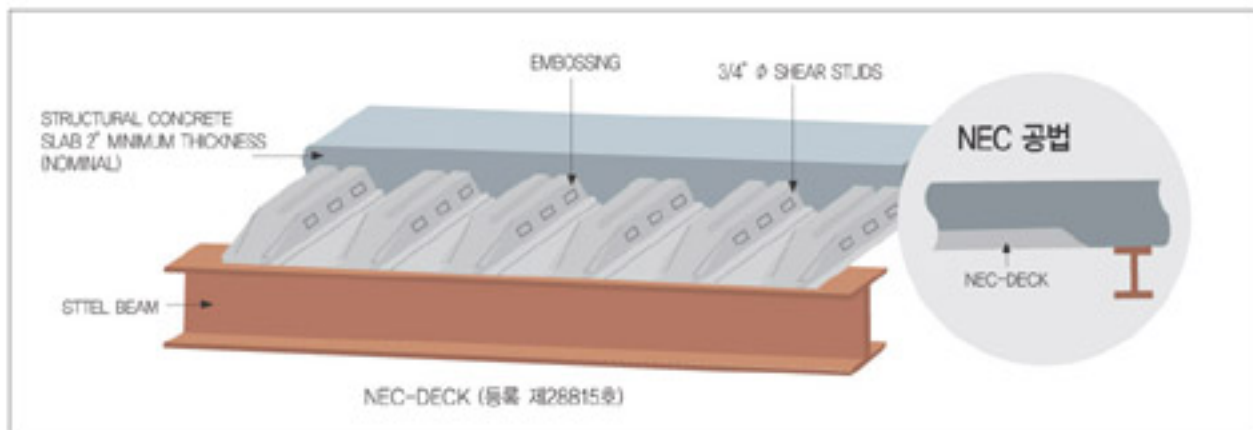 EMBOSSING
3/4" φ SHEAR STUDS
STRUCTURAL CONCRETE
SLAB 2" MINIMUM THICKNESS
(NOMINAL)
NEC 공법
NEC-DECK
STTEL BEAM
NEC-DECK (등록 제28815호)